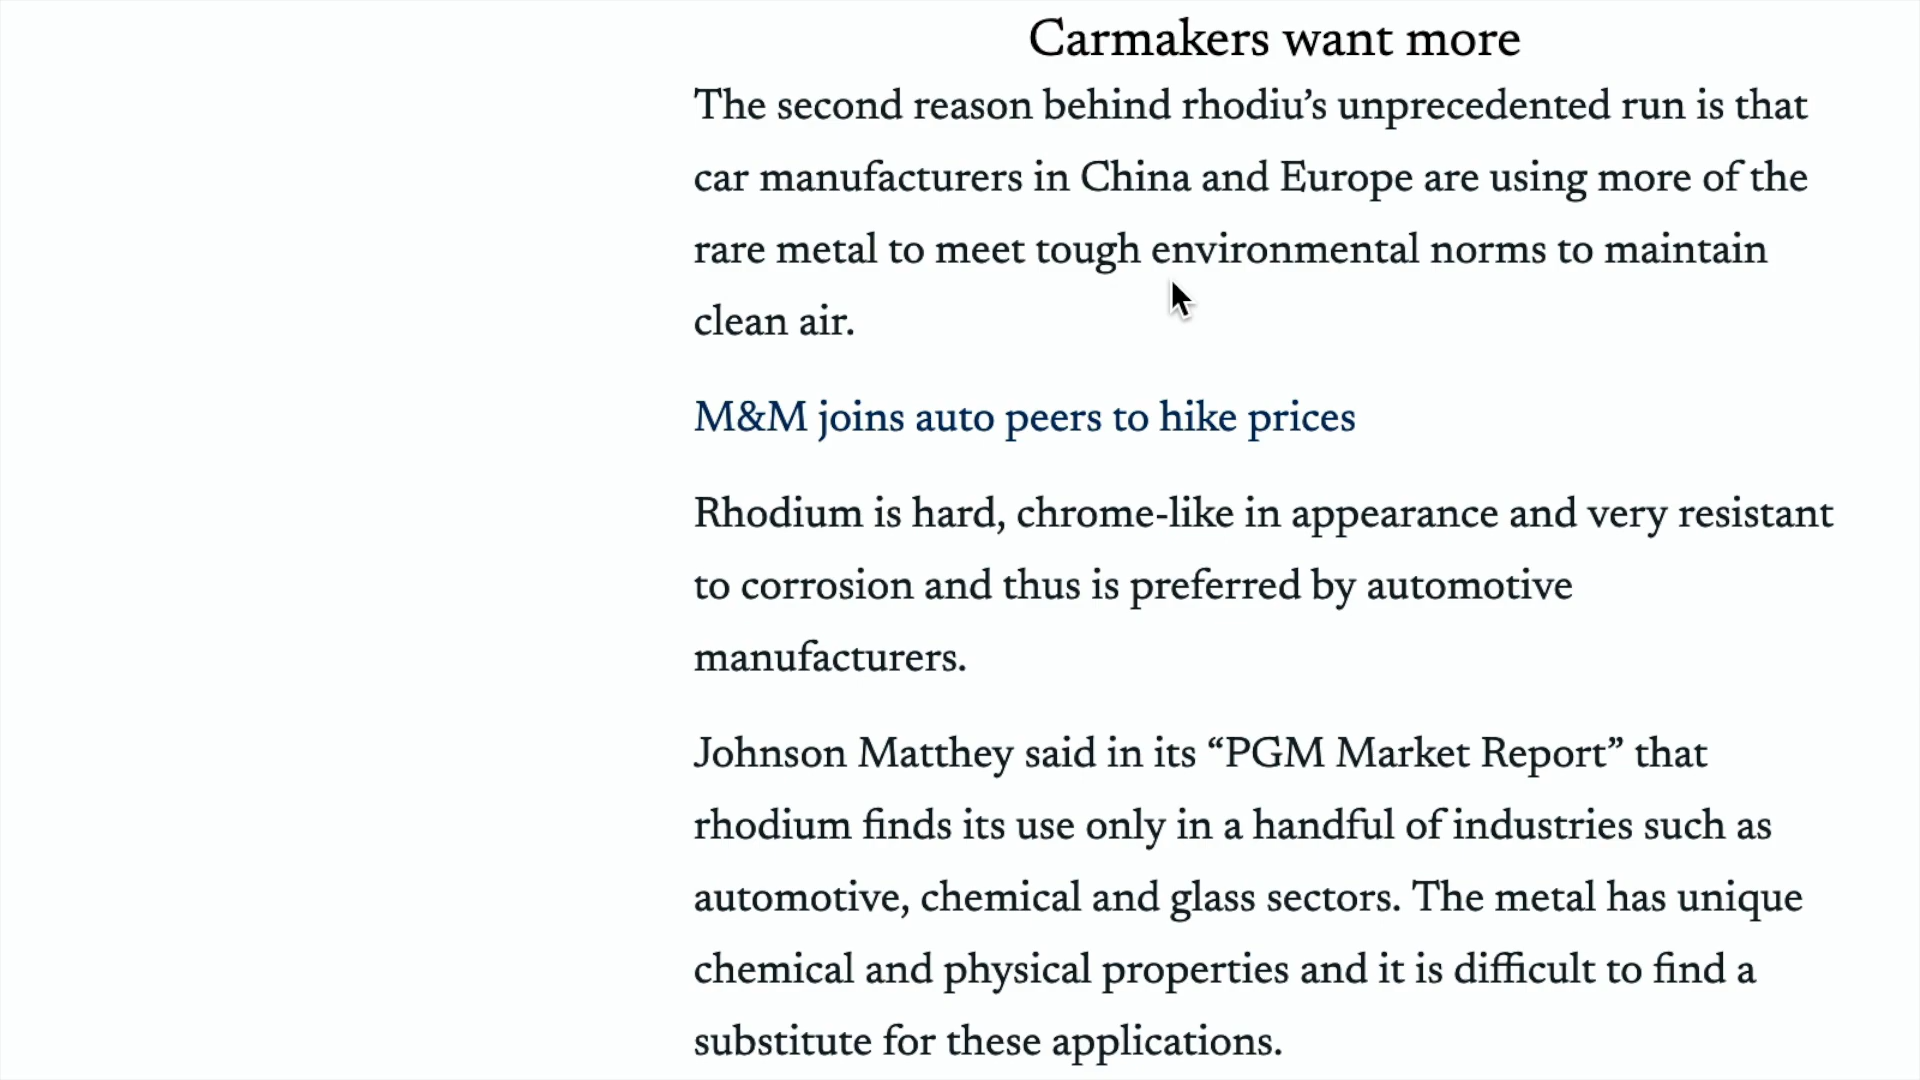 Carmakers want more
The second reason behind rhodiu’s unprecedented run is that
car manufacturers in China and Europe are using more of the
rare metal to meet tough environmental norms to maintain
clean air.
M&M joins auto peers to hike prices
Rhodium is hard, chrome-like in appearance and very resistant
to corrosion and thus is preferred by automotive
manufacturers.
Johnson Matthey said in its “PGM Market Report” that
rhodium finds its use only in a handful of industries such as
automotive, chemical and glass sectors. The metal has unique
chemical and physical properties and it is difficult to find a
substitute for these applications.